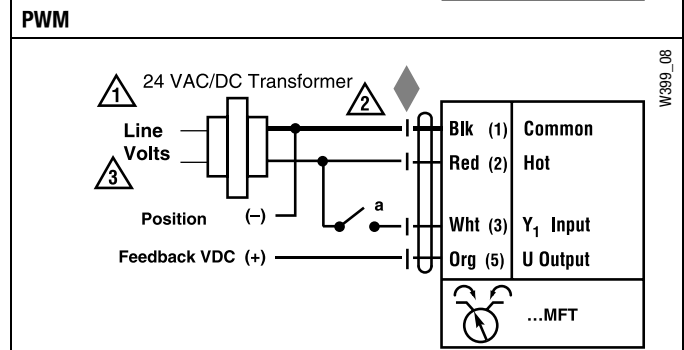 PWM
W399_08
1 24 VAC/DC Transformer
2
Line
Volts
3
Blk (1) Common
Red (2) Hot
a
Position (–)
Wht (3) Y₁ Input
Feedback VDC (+)
Org (5) U Output
...MFT